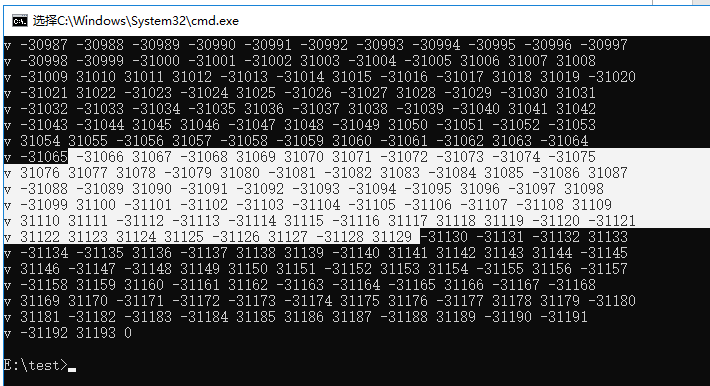 选择C:\Windows\System32\cmd.exe
v -30987 -30988 -30989 -30990 -30991 -30992 -30993 -30994 -30995 -30996 -30997
v -30998 -30999 -31000 -31001 -31002 31003 -31004 -31005 31006 31007 31008
v -31009 31010 31011 31012 -31013 -31014 31015 -31016 -31017 31018 31019 -31020
v -31021 31022 -31023 -31024 31025 -31026 -31027 31028 -31029 -31030 31031
v -31032 -31033 -31034 -31035 31036 -31037 31038 -31039 -31040 31041 31042
v -31043 -31044 31045 31046 -31047 31048 -31049 31050 -31051 -31052 -31053
v 31054 31055 -31056 31057 -31058 -31059 31060 -31061 -31062 31063 -31064
v -31065 -31066 31067 -31068 31069 31070 31071 -31072 -31073 -31074 -31075
v 31076 31077 31078 -31079 31080 -31081 -31082 31083 -31084 31085 -31086 31087
v -31088 -31089 31090 -31091 -31092 -31093 -31094 -31095 31096 -31097 31098
v -31099 31100 -31101 -31102 -31103 -31104 -31105 -31106 -31107 -31108 31109
v 31110 31111 -31112 -31113 -31114 31115 -31116 31117 31118 31119 -31120 -31121
v 31122 31123 31124 31125 -31126 31127 -31128 31129 -31130 -31131 -31132 31133
v -31134 -31135 31136 -31137 31138 31139 -31140 31141 31142 31143 31144 -31145
v 31146 -31147 -31148 31149 31150 31151 -31152 31153 31154 -31155 31156 -31157
v -31158 31159 31160 -31161 31162 -31163 -31164 -31165 31166 -31167 -31168
v 31169 31170 -31171 -31172 -31173 -31174 31175 31176 -31177 31178 31179 -31180
v 31181 -31182 -31183 -31184 31185 31186 31187 -31188 31189 -31190 -31191
v -31192 31193 0
E:\test>